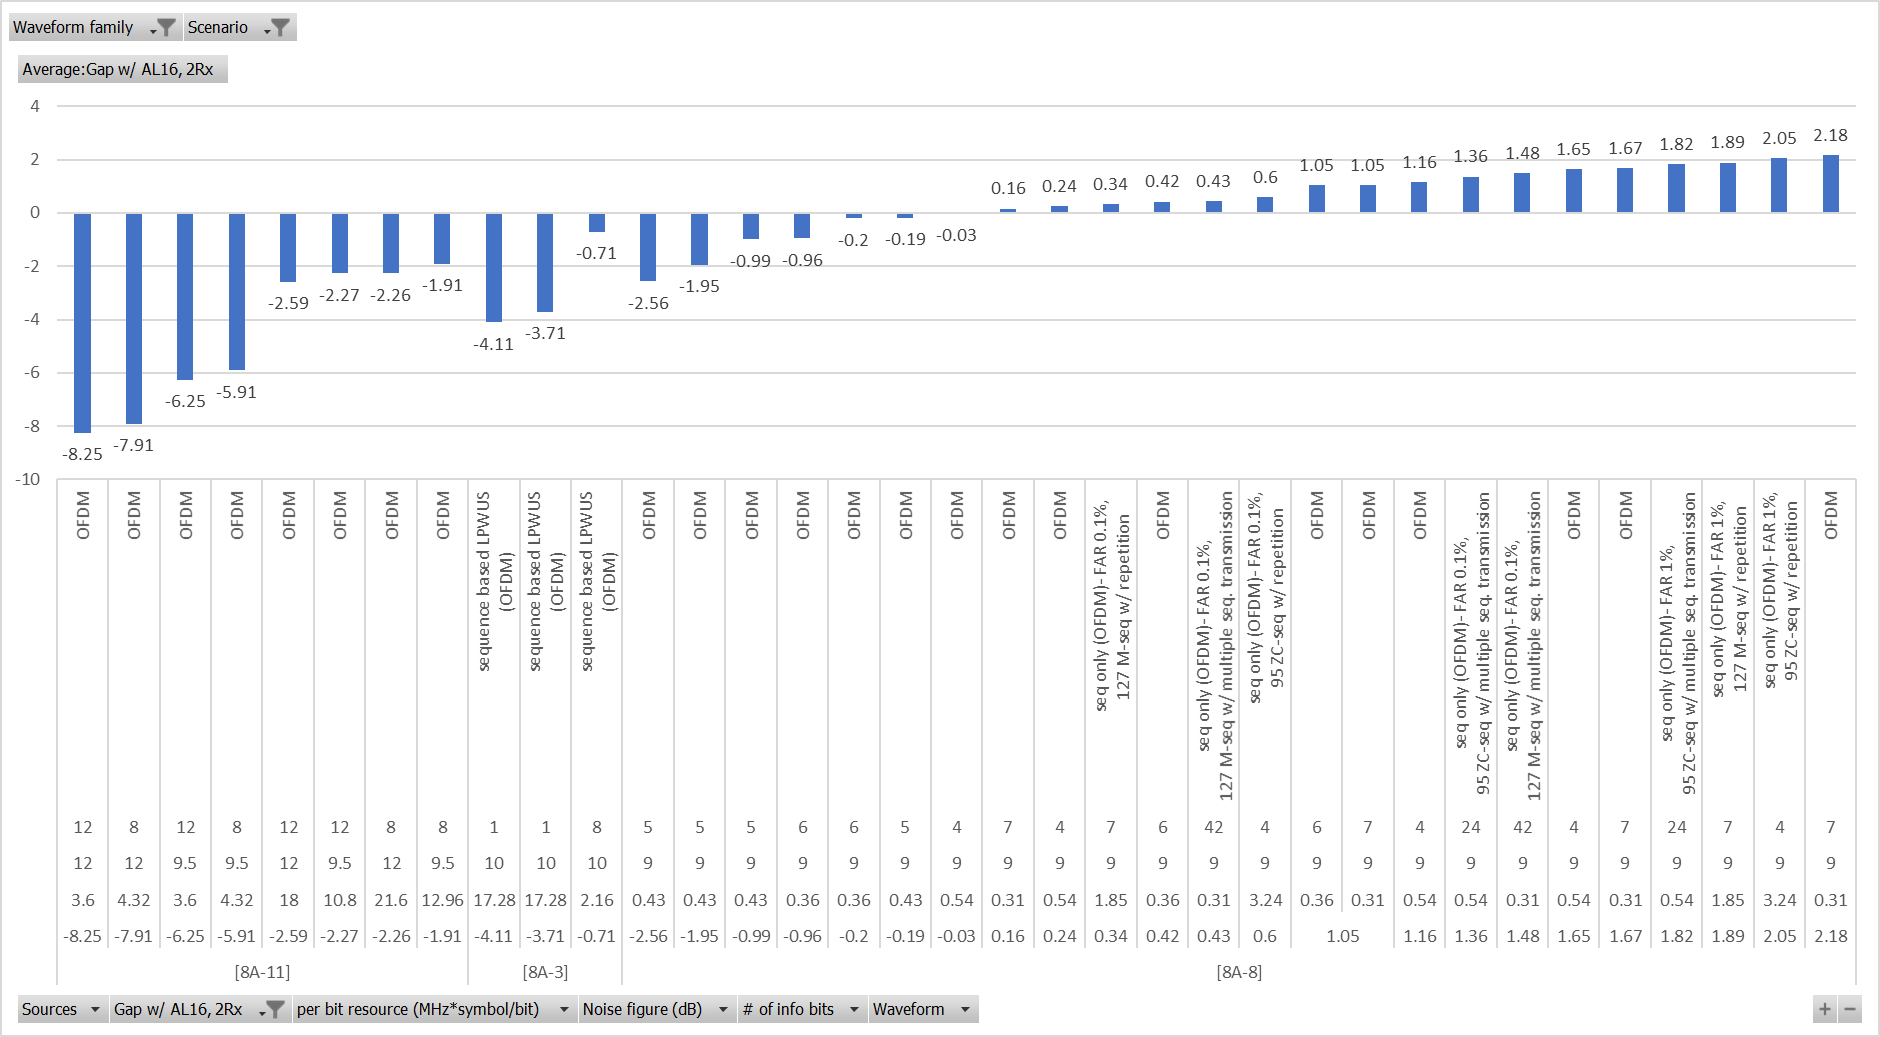 Waveform family Scenario
Average:Gap w/ AL16, 2Rx
4
2
0
-2
-4
-6
-8
-10
-8.25 -7.91 -6.25 -5.91 -2.59 -2.27 -2.26 -1.91 -4.11 -3.71 -0.71 -2.56 -1.95 -0.99 -0.96 -0.2 -0.19 -0.03 0.16 0.24 0.34 0.42 0.43 0.6 1.05 1.05 1.16 1.36 1.48 1.65 1.67 1.82 1.89 2.05 2.18
OFDM
OFDM
OFDM
OFDM
OFDM
OFDM
OFDM
OFDM
sequence based LPWUS
(OFDM)
sequence based LPWUS
(OFDM)
sequence based LPWUS
(OFDM)
OFDM
OFDM
OFDM
OFDM
OFDM
OFDM
OFDM
OFDM
OFDM
seq only (OFDM)- FAR 0.1%,
127 M-seq w/ repetition
OFDM
seq only (OFDM)- FAR 0.1%,
127 M-seq w/ multiple seq. transmission
seq only (OFDM)- FAR 0.1%,
95 ZC-seq w/ repetition
OFDM
OFDM
OFDM
seq only (OFDM)- FAR 0.1%,
95 ZC-seq w/ multiple seq. transmission
seq only (OFDM)- FAR 0.1%,
127 M-seq w/ multiple seq. transmission
OFDM
OFDM
seq only (OFDM)- FAR 1%,
95 ZC-seq w/ multiple seq. transmission
seq only (OFDM)- FAR 1%,
127 M-seq w/ repetition
seq only (OFDM)- FAR 1%,
95 ZC-seq w/ repetition
OFDM
12 8 12 8 12 12 8 8 1 1 8 5 5 5 6 6 5 4 7 4 7 6 42 4 6 7 4 24 42 4 7 24 7 4 7
12 12 9.5 9.5 12 9.5 12 9.5 10 10 10 9 9 9 9 9 9 9 9 9 9 9 9 9 9 9 9 9 9 9 9 9 9 9 9
3.6 4.32 3.6 4.32 18 10.8 21.6 12.96 17.28 17.28 2.16 0.43 0.43 0.43 0.36 0.36 0.43 0.54 0.31 0.54 1.85 0.36 0.31 3.24 0.36 0.31 0.54 0.54 0.31 0.54 0.31 0.54 1.85 3.24 0.31
-8.25 -7.91 -6.25 -5.91 -2.59 -2.27 -2.26 -1.91 -4.11 -3.71 -0.71 -2.56 -1.95 -0.99 -0.96 -0.2 -0.19 -0.03 0.16 0.24 0.34 0.42 0.43 0.6 1.05 1.16 1.36 1.48 1.65 1.67 1.82 1.89 2.05 2.18
[8A-11] [8A-3] [8A-8]
Sources Gap w/ AL16, 2Rx per bit resource (MHz*symbol/bit) Noise figure (dB) # of info bits Waveform